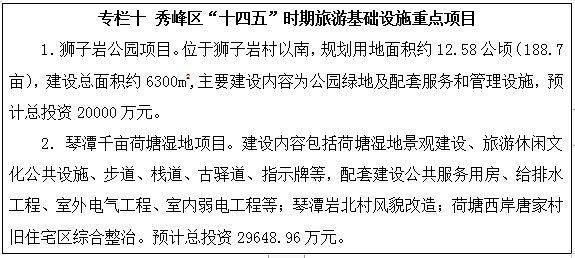 专栏十 秀峰区“十四五”时期旅游基础设施重点项目
1. 狮子岩公园项目。位于狮子岩村以南，规划用地面积约 12.58 公顷（188.7
亩），建设总面积约 6300m²,主要建设内容为公园绿地及配套服务和管理设施，预
计总投资 20000 万元。
2. 琴潭千亩荷塘湿地项目。建设内容包括荷塘湿地景观建设、旅游休闲文
化公共设施、步道、栈道、古驿道、指示牌等，配套建设公共服务用房、给排水
工程、室外电气工程、室内弱电工程等；琴潭岩北村风貌改造；荷塘西岸唐家村
旧住宅区综合整治。预计总投资 29648.96 万元。